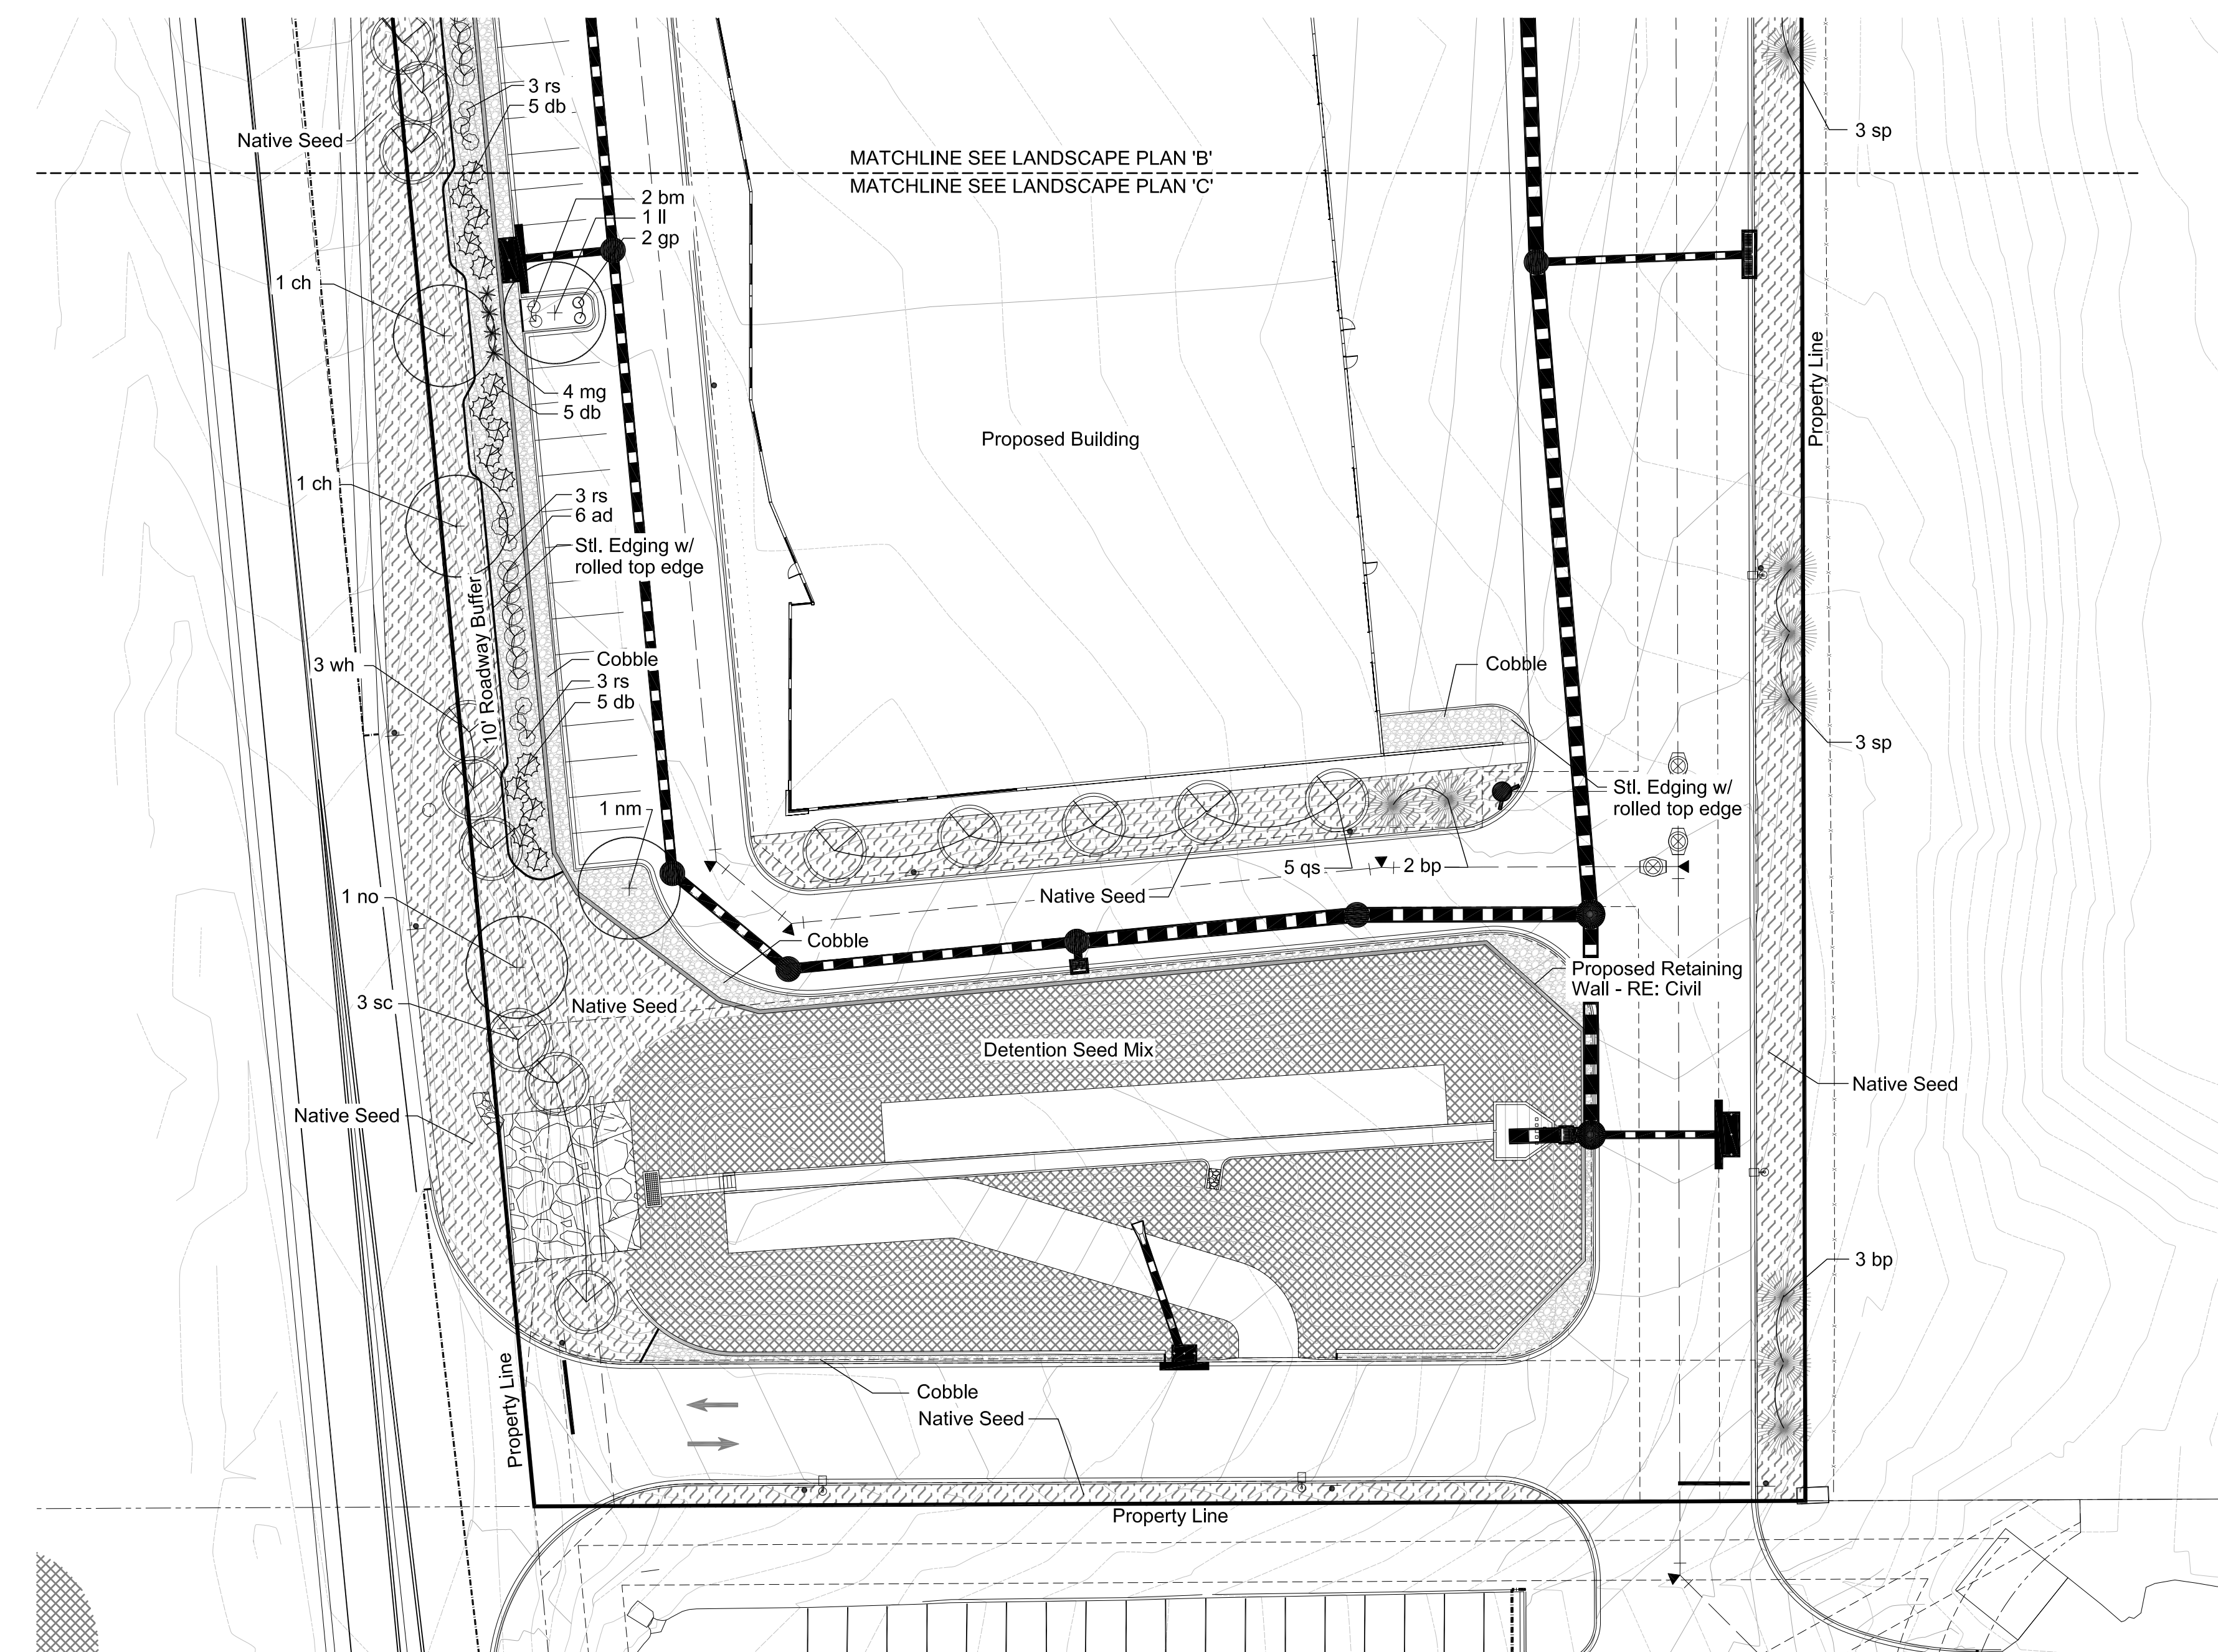 3 rs
5 db
Native Seed
3 sp
MATCHLINE SEE LANDSCAPE PLAN 'B'
MATCHLINE SEE LANDSCAPE PLAN 'C'
2 bm
1 ll
2 gp
1 ch
4 mg
5 db
Property Line
Proposed Building
1 ch
3 rs
6 ad
Stl. Edging w/
rolled top edge
10' Roadway Buffer
3 wh
Cobble
3 rs
5 db
Cobble
3 sp
Stl. Edging w/
rolled top edge
1 nm
5 qs
2 bp
Native Seed
1 no
Cobble
Proposed Retaining
Wall - RE: Civil
3 sc
Native Seed
Detention Seed Mix
Native Seed
Native Seed
3 bp
Property Line
Cobble
Native Seed
Property Line